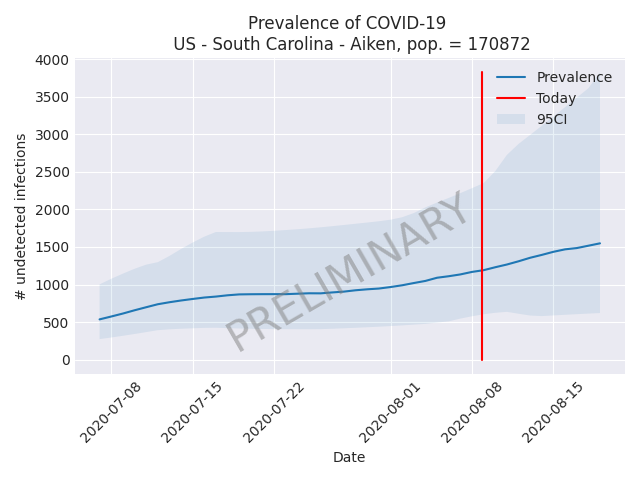 Prevalence of COVID-19
US - South Carolina - Aiken, pop. = 170872
4000
3500
3000
2500
2000
1500
1000
500
0
# undetected infections
Prevalence
Today
95CI
PRELIMINARY
2020-07-08
2020-07-15
2020-07-22
2020-08-01
2020-08-08
2020-08-15
Date